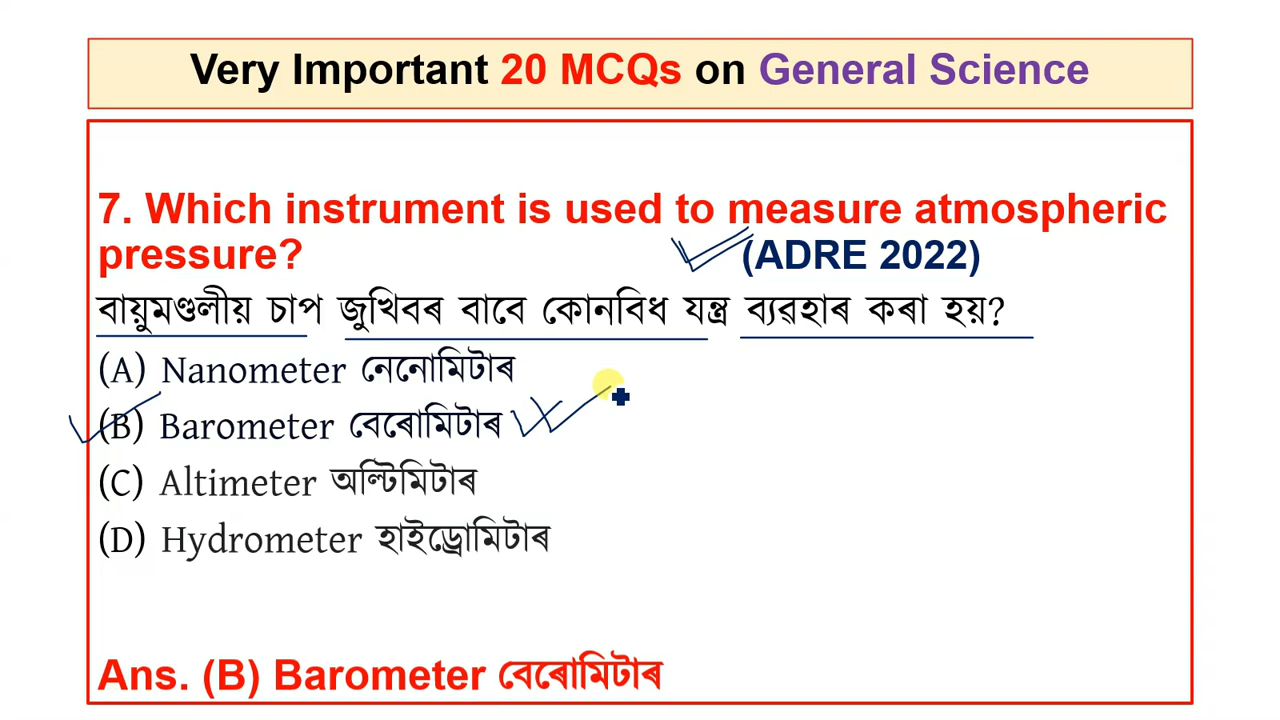 Very Important 20 MCQs on General Science
7. Which instrument is used to measure atmospheric
pressure? (ADRE 2022)
বায়ুমণ্ডলীয় চাপ জুখিবৰ বাবে কোনবিধ যন্ত্ৰ ব্যৱহাৰ কৰা হয়?
(A) Nanometer নেনোমিটাৰ
(B) Barometer বেৰোমিটাৰ
(C) Altimeter অল্টিমিটাৰ
(D) Hydrometer হাইড্ৰোমিটাৰ
Ans. (B) Barometer বেৰোমিটাৰ